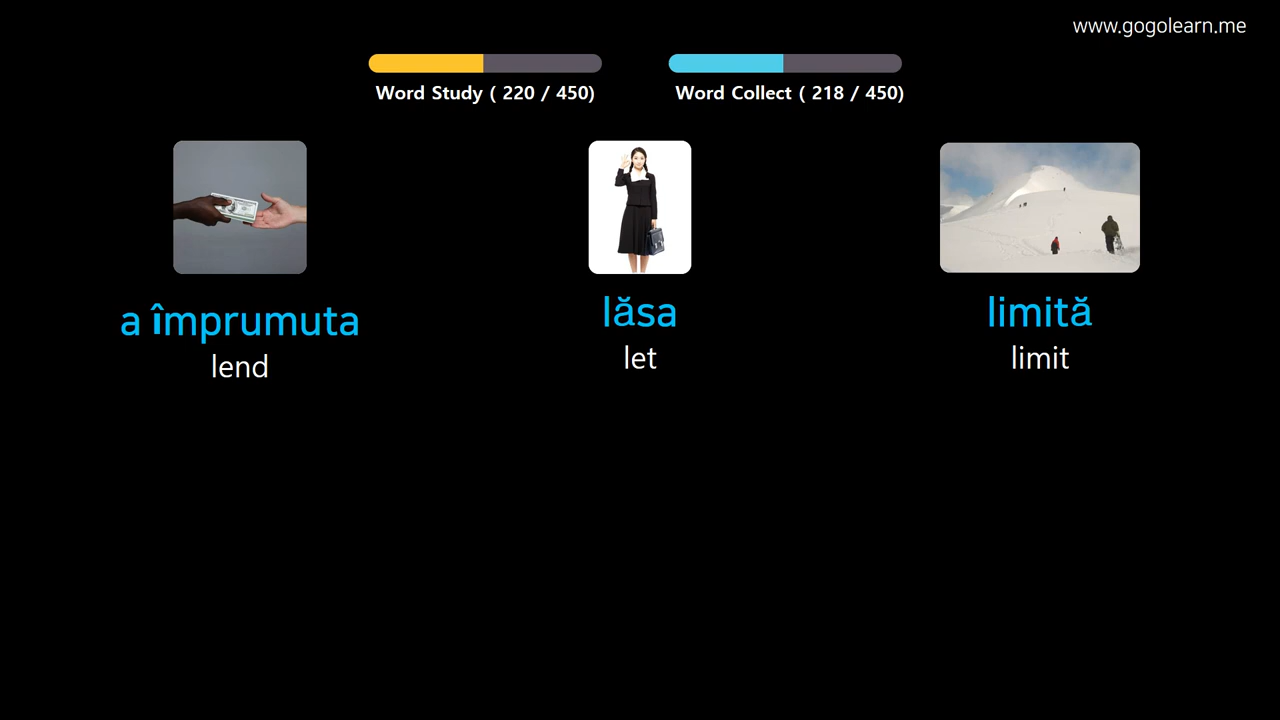 www.gogolearn.me
Word Study ( 220 / 450)
Word Collect ( 218 / 450)
a împrumuta
lend
lăsa
let
limită
limit